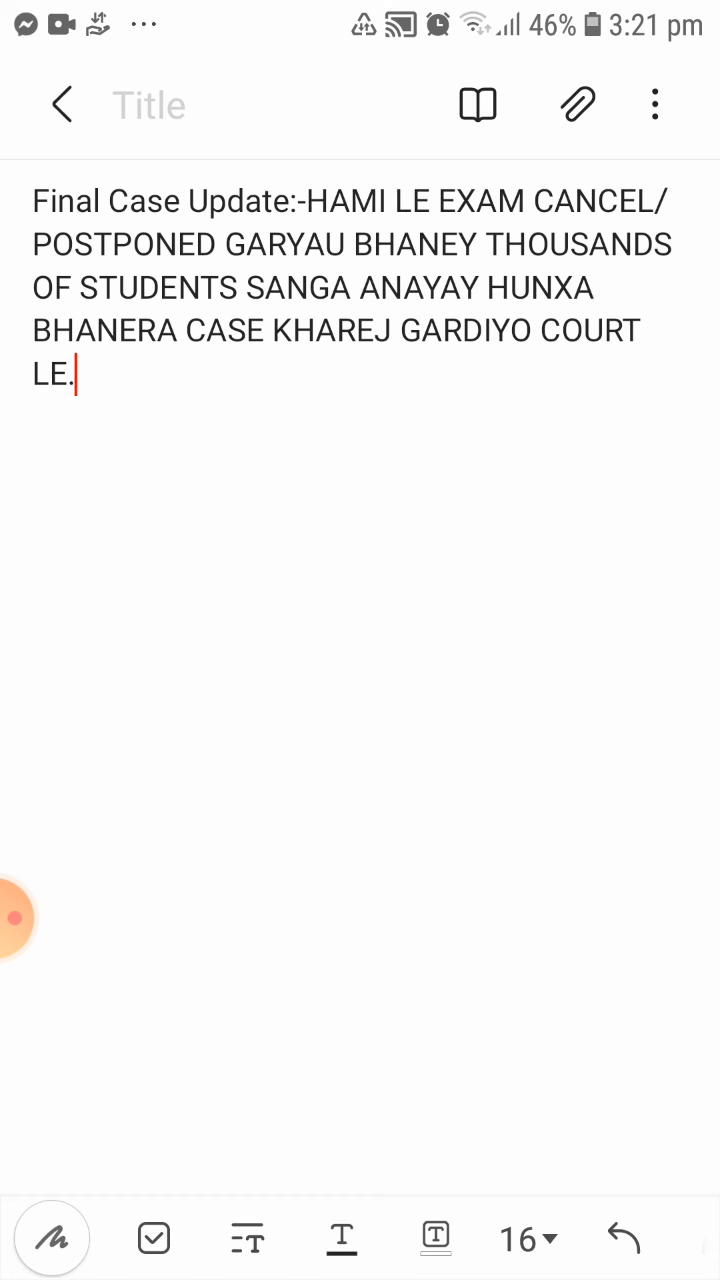 46% 3:21 pm
Title
Final Case Update:-HAMI LE EXAM CANCEL/
POSTPONED GARYAU BHANEY THOUSANDS
OF STUDENTS SANGA ANAYAY HUNXA
BHANERA CASE KHAREJ GARDIYO COURT
LE.
T T T 16